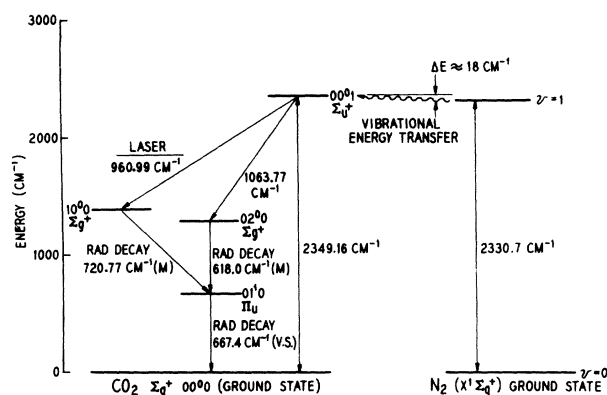 3000
2000
1000
0
ENERGY (CM⁻¹)
00⁰1
Σu⁺
ΔE ≈ 18 CM⁻¹
v=1
VIBRATIONAL
ENERGY TRANSFER
LASER
960.99 CM⁻¹
1063.77
CM⁻¹
10⁰0
Σg⁺
02⁰0
Σg⁺
RAD DECAY
720.77 CM⁻¹(M)
RAD DECAY
618.0 CM⁻¹(M)
2349.16 CM⁻¹
2330.7 CM⁻¹
01¹0
Πu
RAD DECAY
667.4 CM⁻¹(V.S.)
v=0
CO₂ Σg⁺ 00⁰0 (GROUND STATE)
N₂ (X¹Σg⁺) GROUND STATE